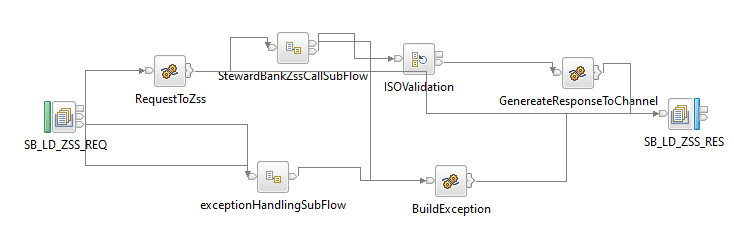 StewardBankZssCallSubFlow
ISOValidation
RequestToZss
GenereateResponseToChannel
SB_LD_ZSS_REQ
SB_LD_ZSS_RES
exceptionHandlingSubFlow
BuildException